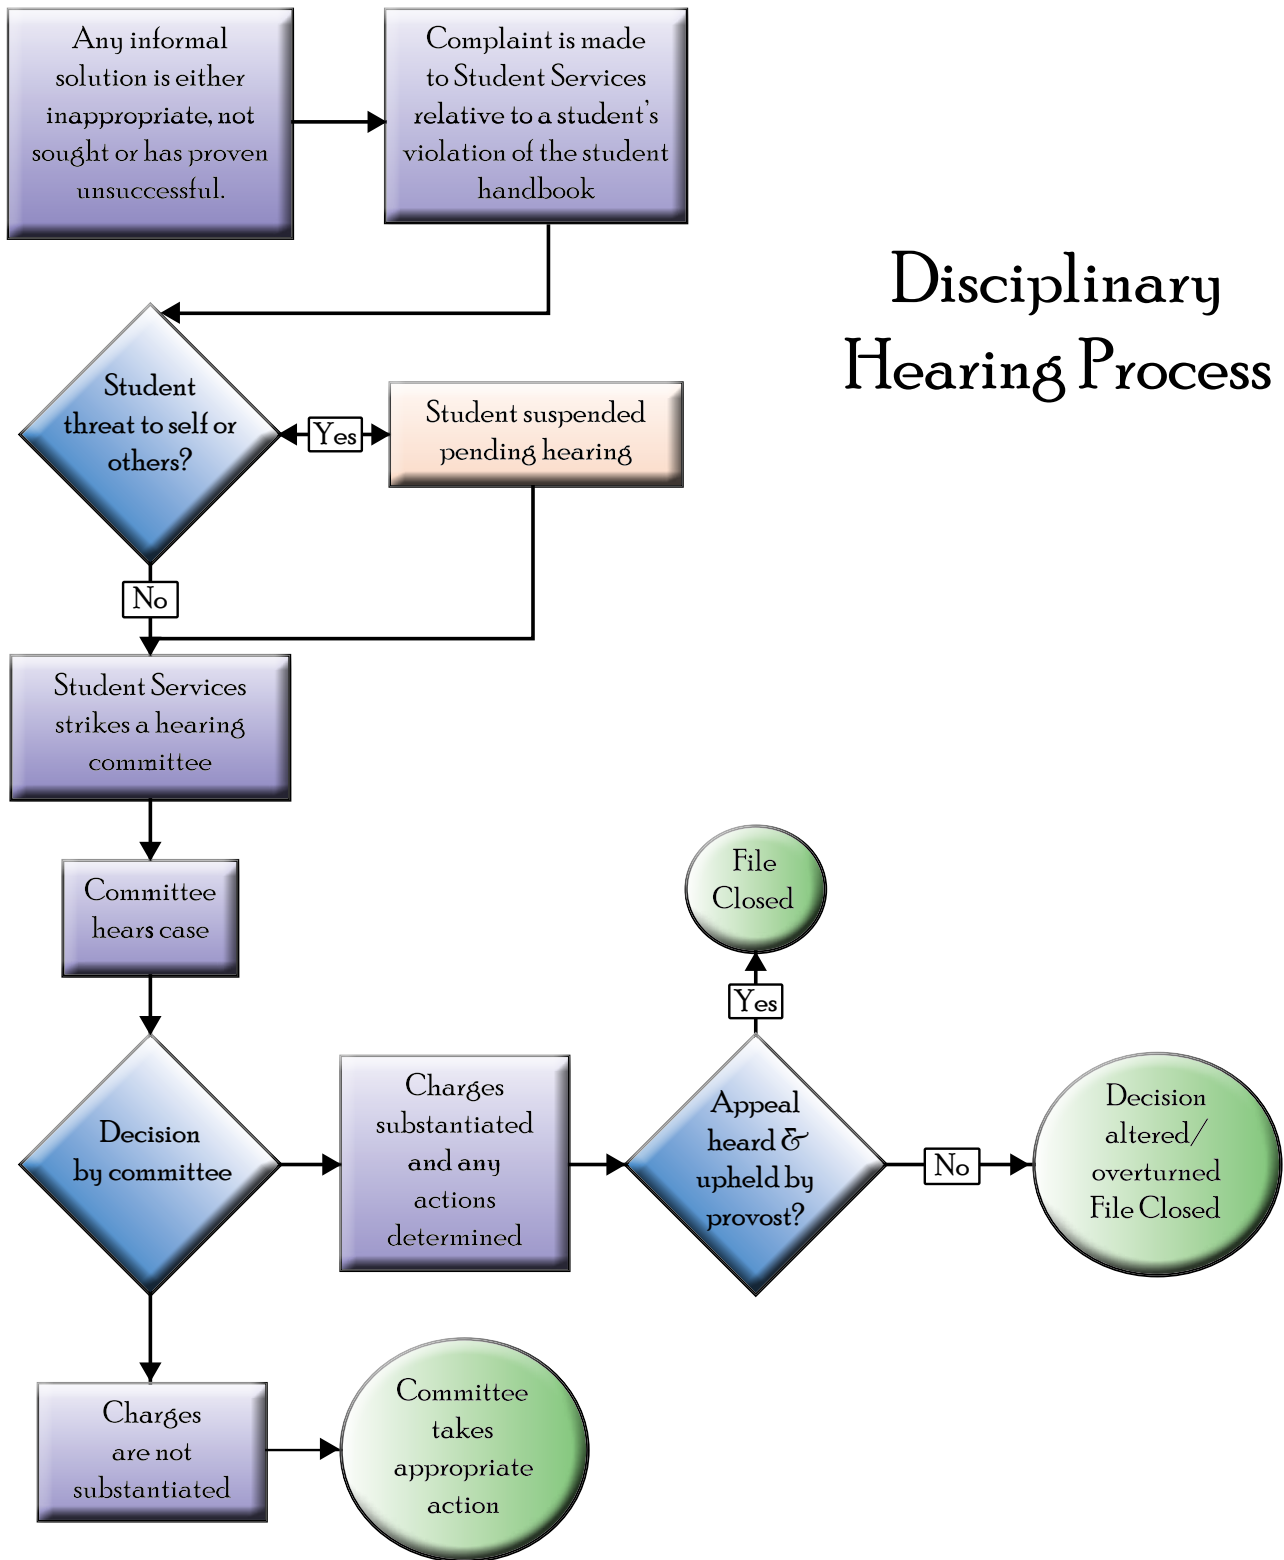 Any informal
solution is either
inappropriate, not
sought or has proven
unsuccessful.
Complaint is made
to Student Services
relative to a student's
violation of the student
handbook
Disciplinary
Hearing Process
Student
threat to self or
others?
Yes
Student suspended
pending hearing
No
Student Services
strikes a hearing
committee
Committee
hears case
Decision
by committee
Charges
substantiated
and any
actions
determined
File
Closed
Yes
Appeal
heard &
upheld by
provost?
No
Decision
altered/
overturned
File Closed
Charges
are not
substantiated
Committee
takes
appropriate
action